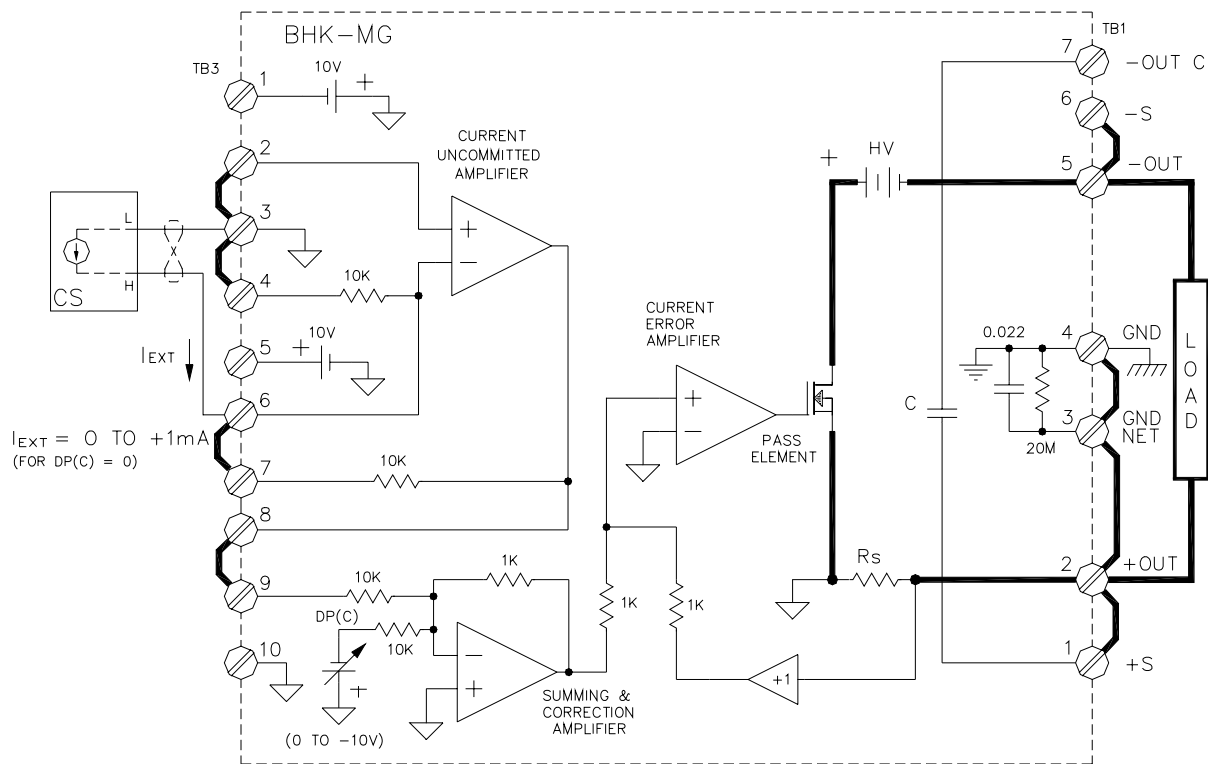 BHK-MG
TB3
TB1
1
10V
+
7
-OUT C
6
-S
CURRENT
UNCOMMITTED
AMPLIFIER
2
+
HV
5
-OUT
3
L
+
-
10K
4
H
CS
CURRENT
ERROR
AMPLIFIER
10V
+
5
0.022
4
GND
LOAD
IEXT
6
+
-
C
3
GND
NET
20M
PASS
ELEMENT
IEXT = 0 TO +1mA
(FOR DP(C) = 0)
10K
7
8
9
10K
1K
1K
1K
Rs
2
+OUT
DP(C)
10K
-
+
+1
1
+S
10
+
SUMMING &
CORRECTION
AMPLIFIER
(0 TO -10V)